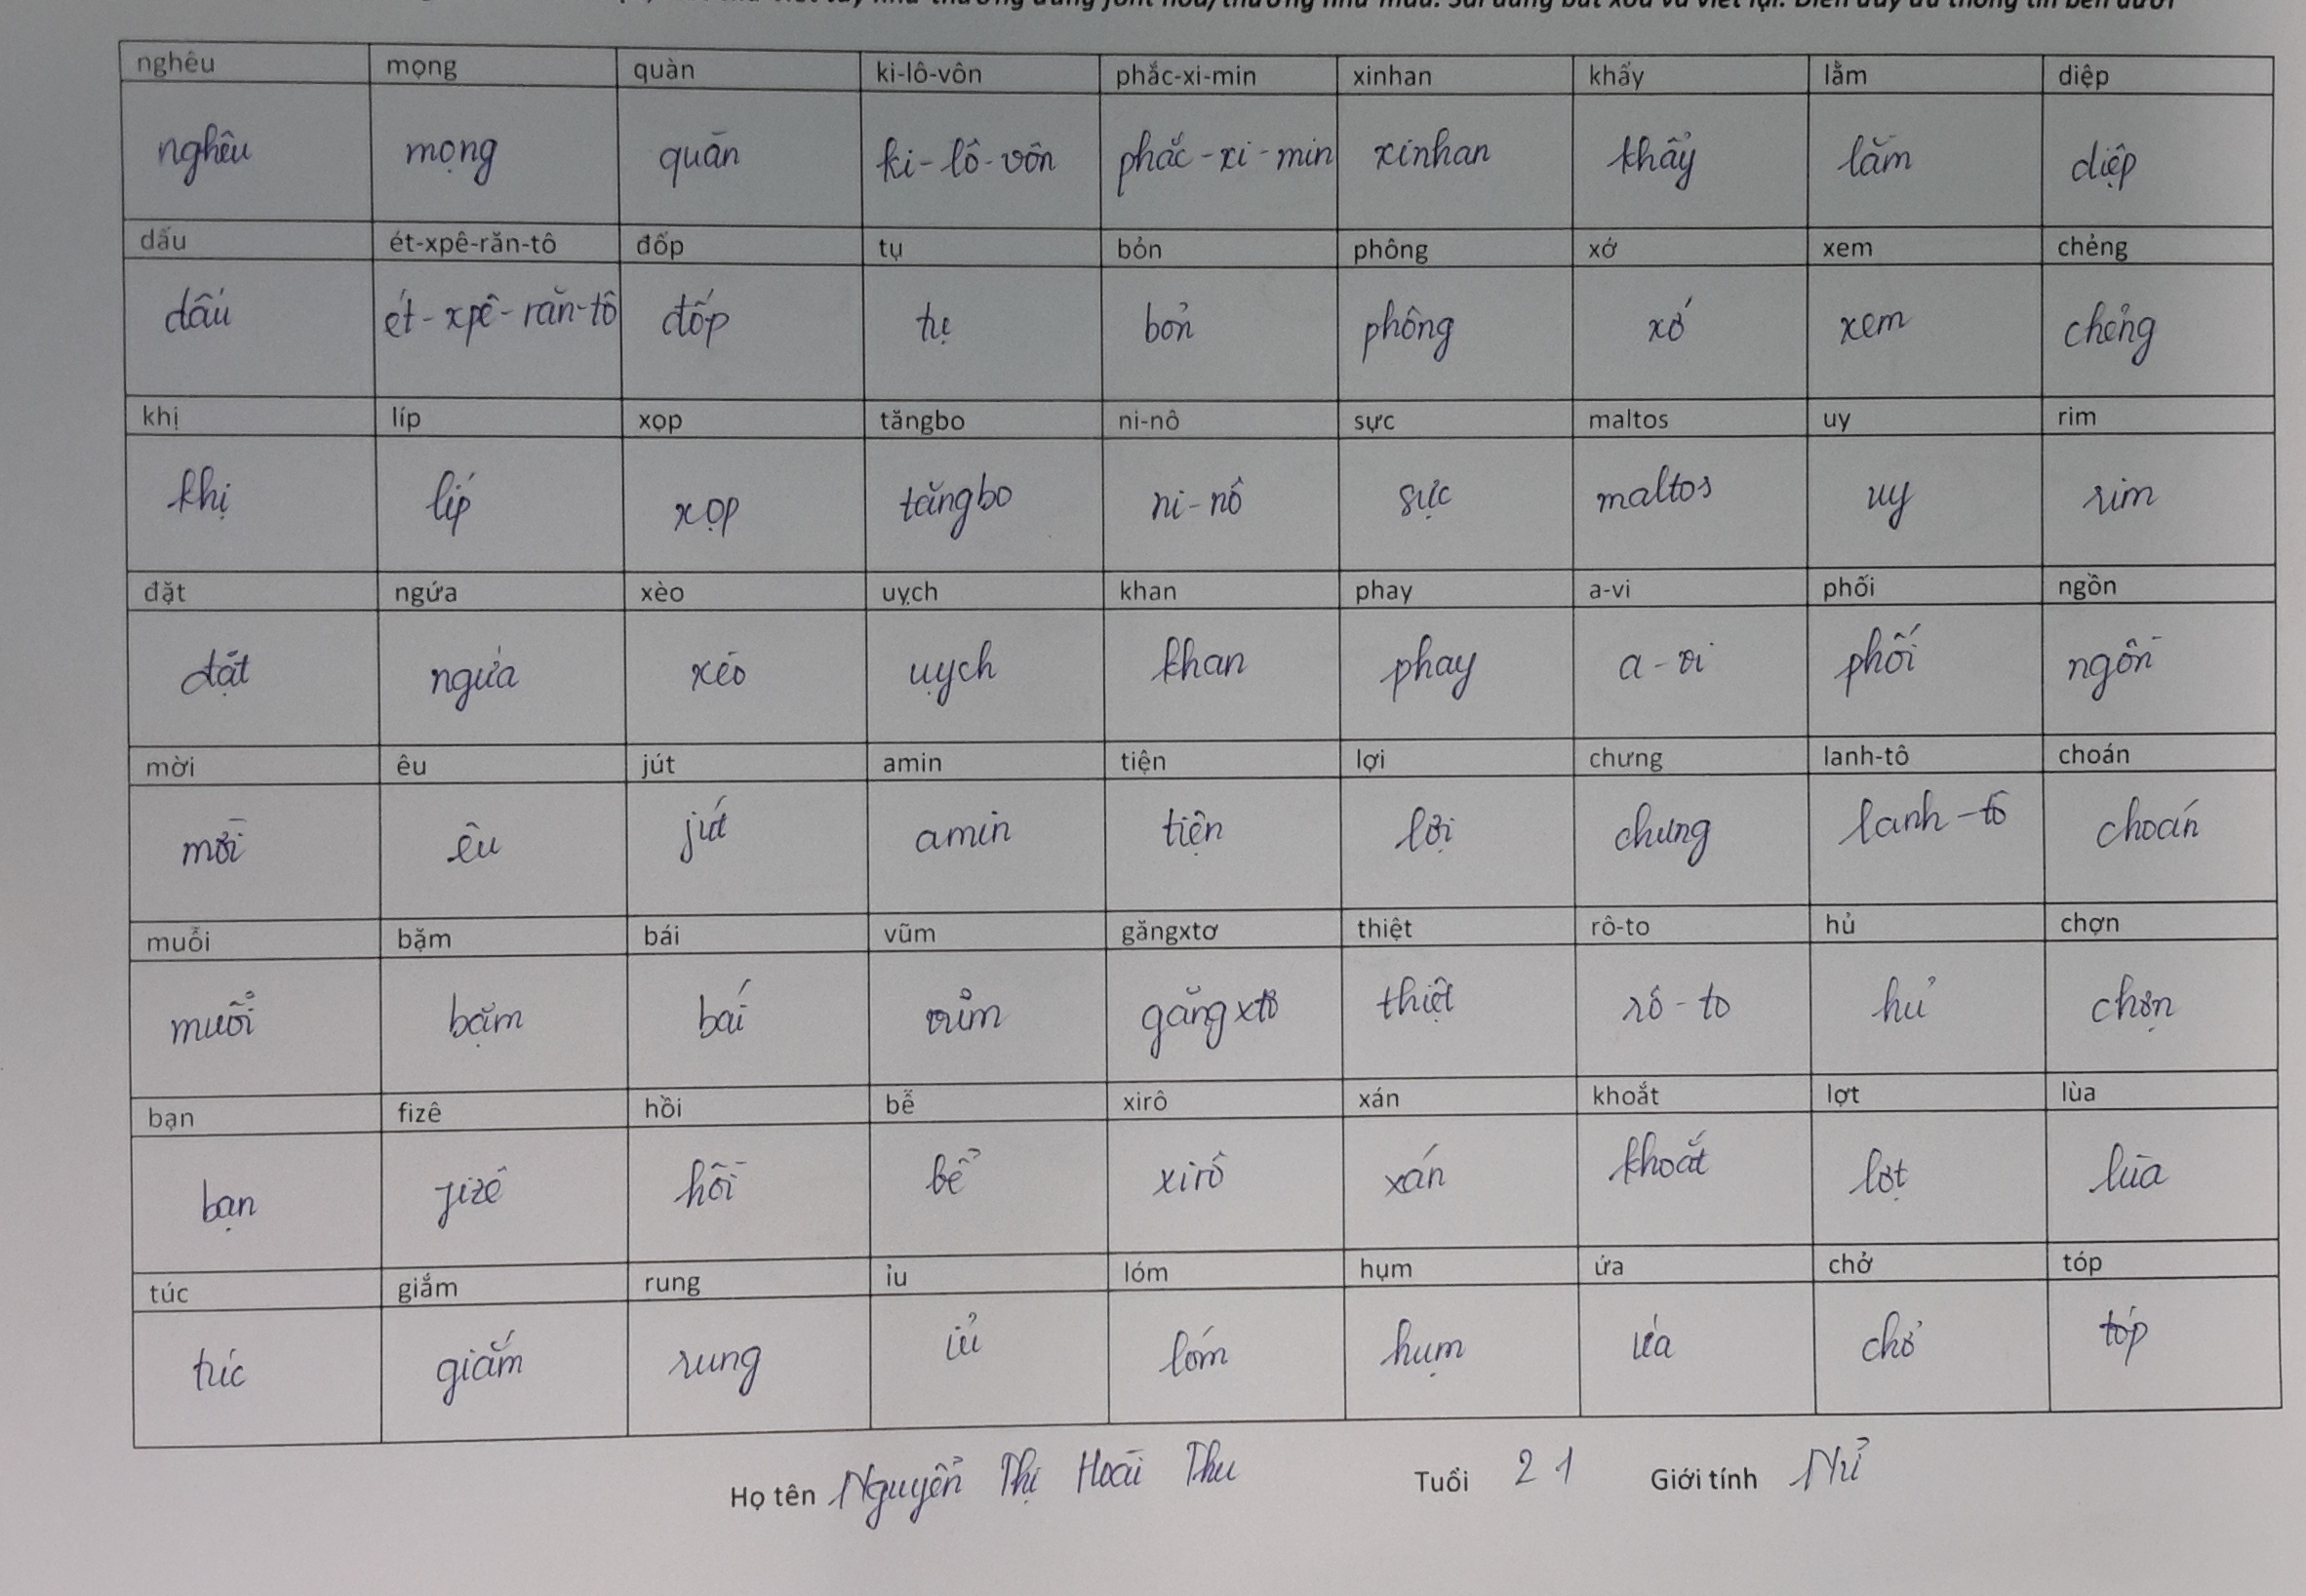 nghêu mọng quàn ki-lô-vôn phắc-xi-min xinhan khẩy lằm diệp
nghêu mọng quàn ki-lô-vôn phắc-xi-min xinhan khẩy lằm diệp
dấu ét-xpê-răn-tô đốp tụ bỏn phông xớ xem chẻng
dấu ét-xpê-răn-tô đốp tụ bỏn phông xớ xem chẻng
khị líp xọp tăngbo ni-nô sực maltos uy rim
khị líp xọp tăngbo ni-nô sực maltos uy rim
đặt ngứa xèo uỵch khan phay a-vi phối ngồn
đặt ngứa xèo uỵch khan phay a-vi phối ngồn
mời êu jút amin tiện lợi chưng lanh-tô choán
mời êu jút amin tiện lợi chưng lanh-tô choán
muỗi bặm bái vũm găngxtơ thiệt rô-to hủ chợn
muỗi bặm bái vũm găngxtơ thiệt rô-to hủ chợn
bạn fizê hồi bễ xirô xán khoắt lợt lùa
bạn fizê hồi bễ xirô xán khoắt lợt lùa
túc giắm rung ỉu lóm hụm ứa chở tóp
túc giắm rung ỉu lóm hụm ứa chở tóp
Họ tên Nguyễn Thị Hoài Thu Tuổi 21 Giới tính Nữ